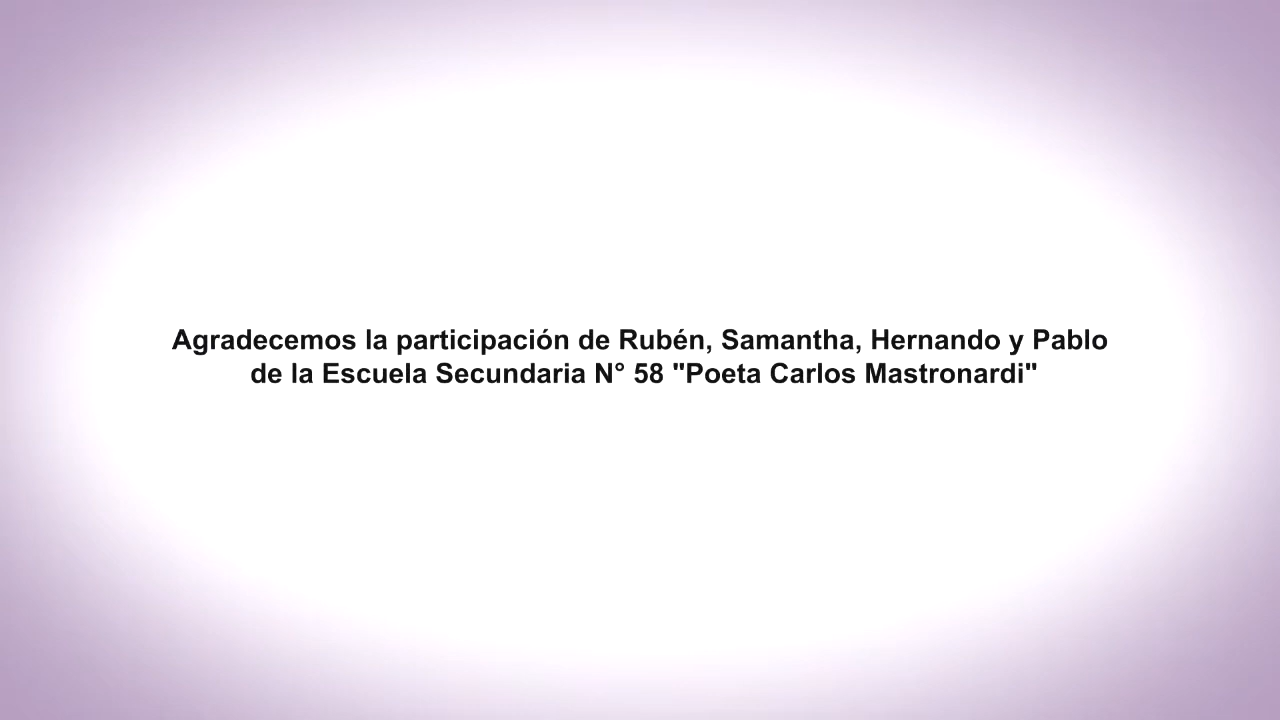 Agradecemos la participación de Rubén, Samantha, Hernando y Pablo
de la Escuela Secundaria N° 58 "Poeta Carlos Mastronardi"